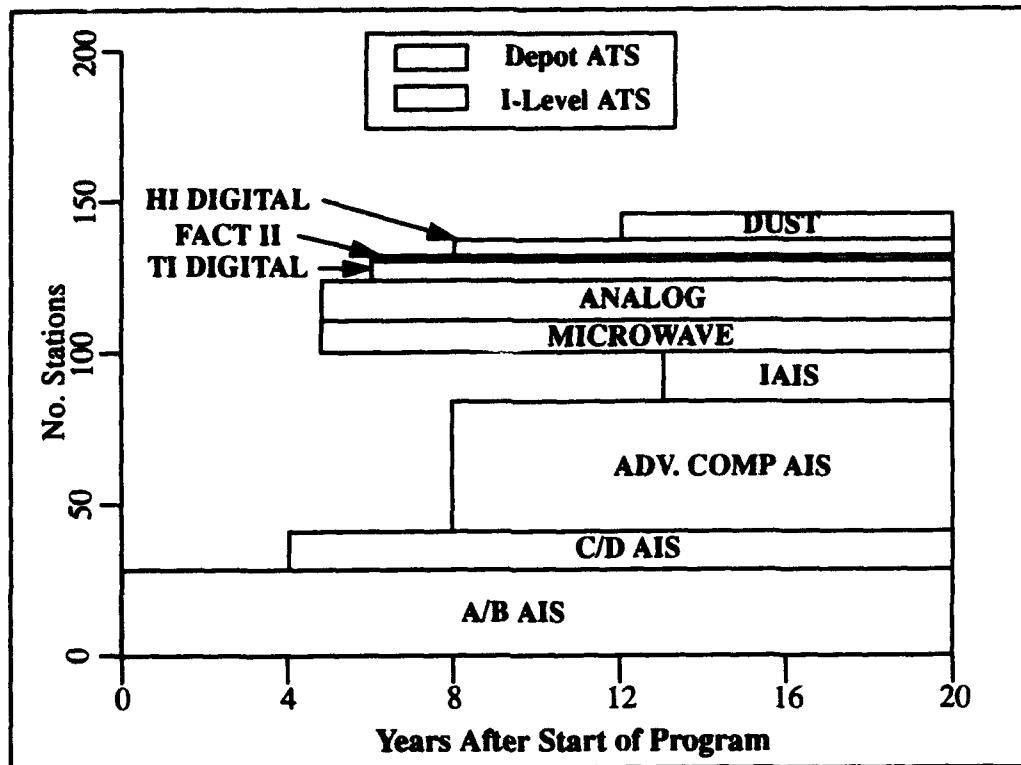 Depot ATS
I-Level ATS
No. Stations
200
150
100
50
0
HI DIGITAL
FACT II
TI DIGITAL
DUST
ANALOG
MICROWAVE
IAIS
ADV. COMP AIS
C/D AIS
A/B AIS
0 4 8 12 16 20
Years After Start of Program